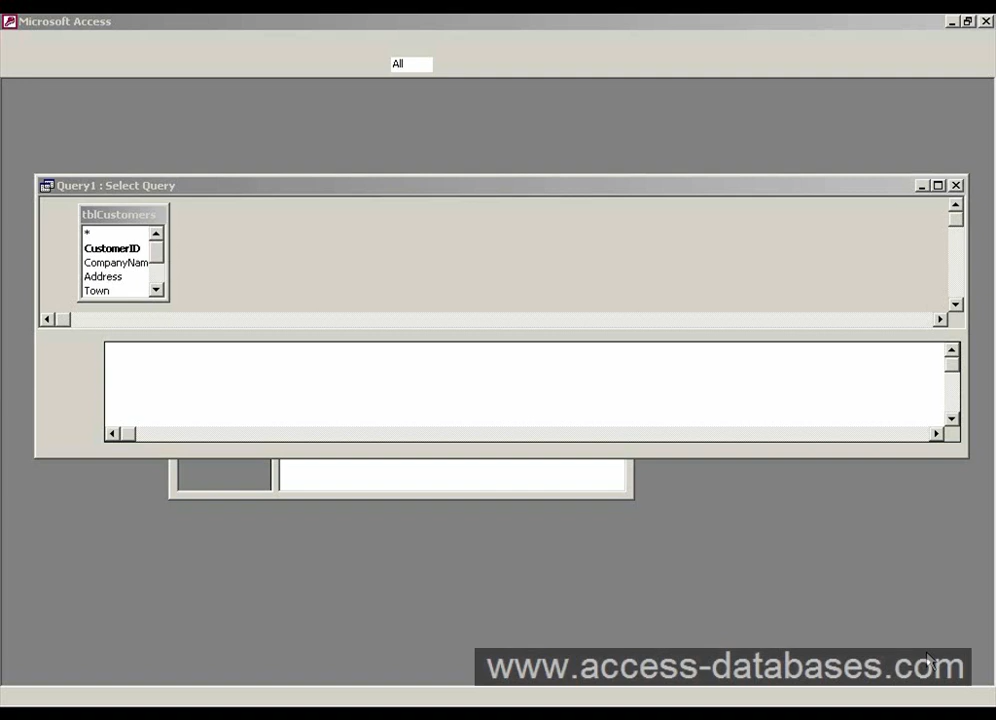 Microsoft Access
All
Query1 : Select Query
tblCustomers
*
CustomerID
CompanyNam
Address
Town
www.access-databases.com